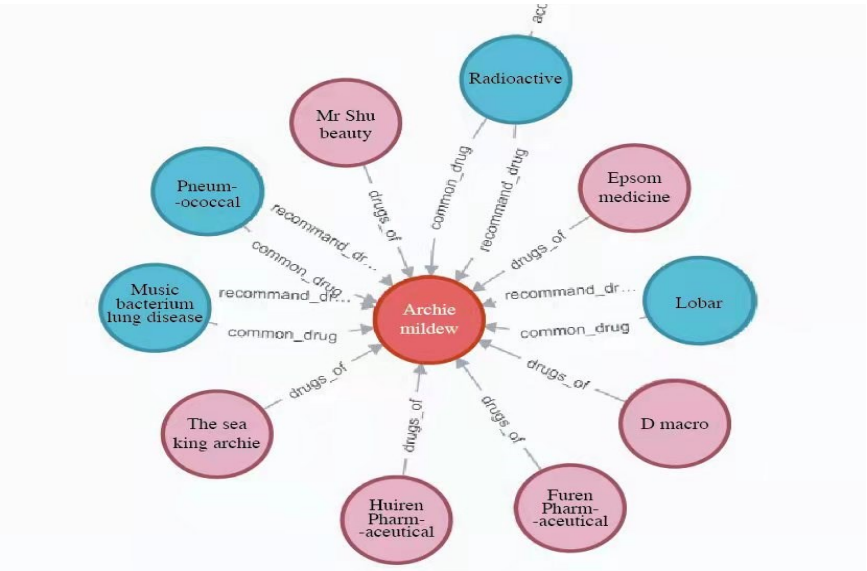 acc
Radioactive
Mr Shu
beauty
common_drug
recommand_drug
Epsom
medicine
Pneum-
-ococcal
drugs_of
recommand_dr...
drugs_of
common_drug
Music
bacterium
lung disease
recommand_dr...
common_drug
Archie
mildew
recommand_dr...
common_drug
Lobar
drugs_of
drugs_of
The sea
king archie
drugs_of
drugs_of
D macro
Huiren
Pharm-
-aceutical
Furen
Pharm-
-aceutical